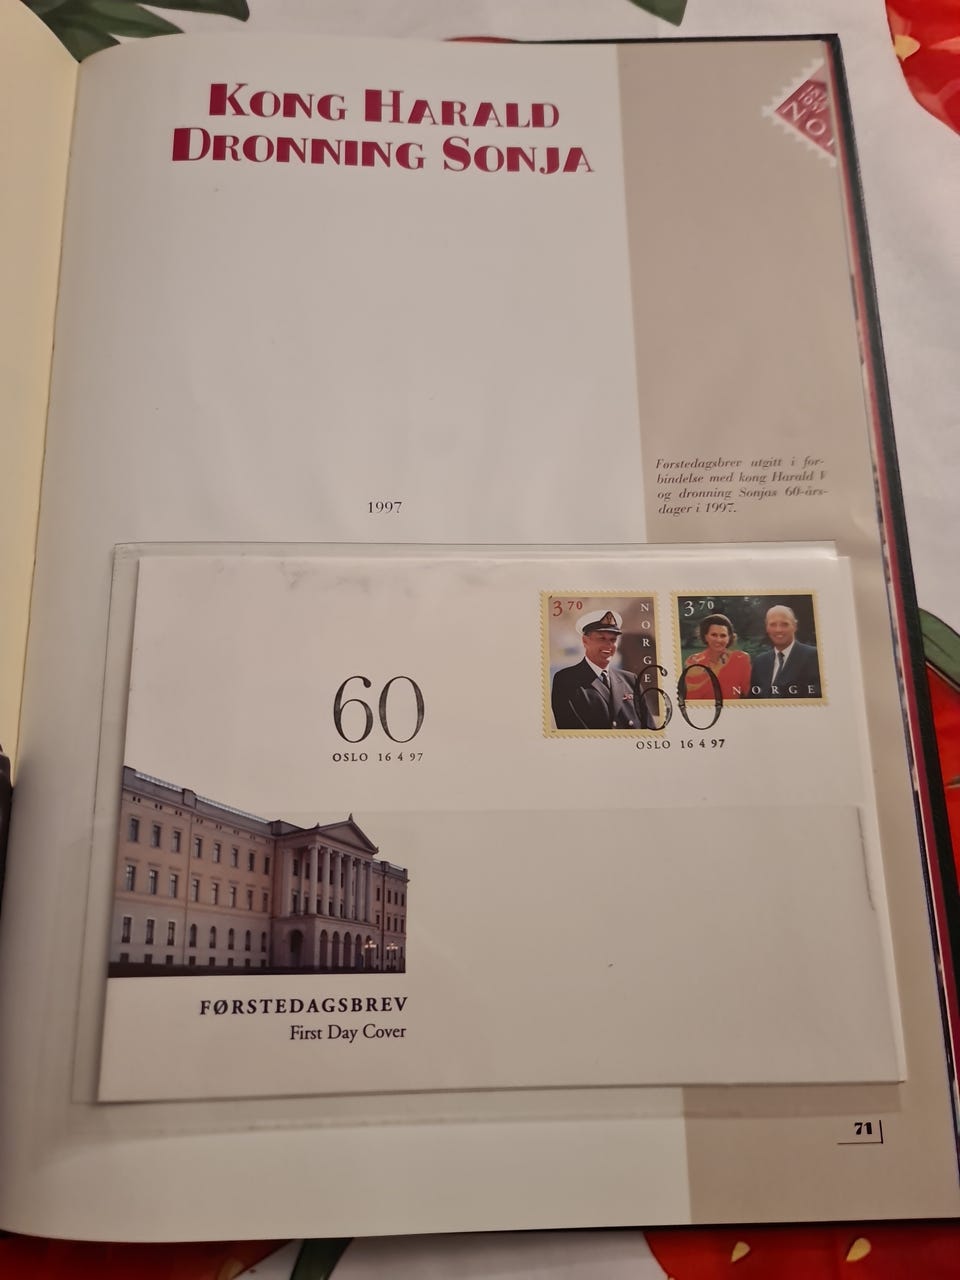 KONG HARALD
DRONNING SONJA
1997
Førstedagsbrev utgitt i for-
bindelse med kong Harald V
og dronning Sonjas 60-års-
dager i 1997.
3 70
NORGE
3 70
NORGE
60
OSLO 16 4 97
60
OSLO 16 4 97
FØRSTEDAGSBREV
First Day Cover
71